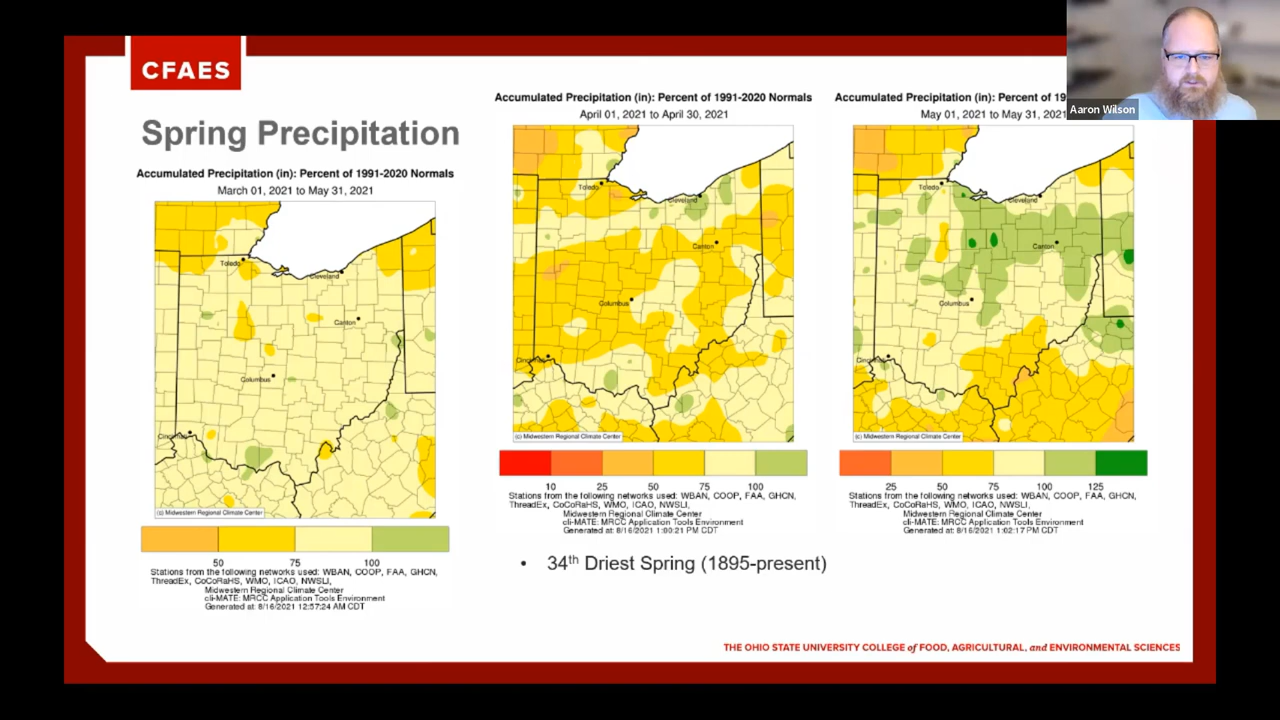 CFAES
Aaron Wilson
Spring Precipitation
Accumulated Precipitation (in): Percent of 1991-2020 Normals
March 01, 2021 to May 31, 2021
Toledo
Cleveland
Canton
Columbus
(c) Midwestern Regional Climate Center
50 75 100
Stations from the following networks used: WBAN, COOP, FAA, GHCN,
ThreadEx, CoCoRaHS, WMO, ICAO, NWSLI,
Midwestern Regional Climate Center
cli-MATE: MRCC Application Tools Environment
Generated at: 8/16/2021 12:57:24 AM CDT
Accumulated Precipitation (in): Percent of 1991-2020 Normals
April 01, 2021 to April 30, 2021
Toledo
Cleveland
Canton
Columbus
(c) Midwestern Regional Climate Center
10 25 50 75 100
Stations from the following networks used: WBAN, COOP, FAA, GHCN,
ThreadEx, CoCoRaHS, WMO, ICAO, NWSLI,
Midwestern Regional Climate Center
cli-MATE: MRCC Application Tools Environment
Generated at: 8/16/2021 1:00:21 PM CDT
Accumulated Precipitation (in): Percent of 19
May 01, 2021 to May 31, 2021
Toledo
Cleveland
Canton
Columbus
(c) Midwestern Regional Climate Center
25 50 75 100 125
Stations from the following networks used: WBAN, COOP, FAA, GHCN,
ThreadEx, CoCoRaHS, WMO, ICAO, NWSLI,
Midwestern Regional Climate Center
cli-MATE: MRCC Application Tools Environment
Generated at: 8/16/2021 1:02:17 PM CDT
• 34th Driest Spring (1895-present)
THE OHIO STATE UNIVERSITY COLLEGE of FOOD, AGRICULTURAL, and ENVIRONMENTAL SCIENCES